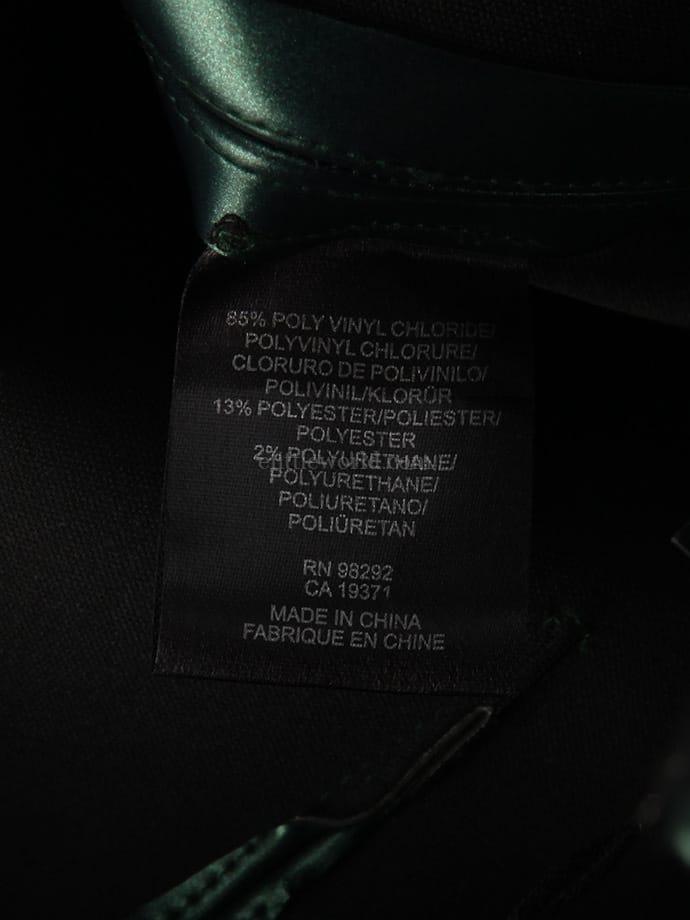 85% POLY VINYL CHLORIDE/
POLYVINYL CHLORURE/
CLORURO DE POLIVINILO/
POLIVINIL/KLORÜR
13% POLYESTER/POLIESTER/
POLYESTER
2% POLYURETHANE/
POLYURETHANE/
POLIURETANO/
POLIÜRETAN
RN 98292
CA 19371
MADE IN CHINA
FABRIQUE EN CHINE